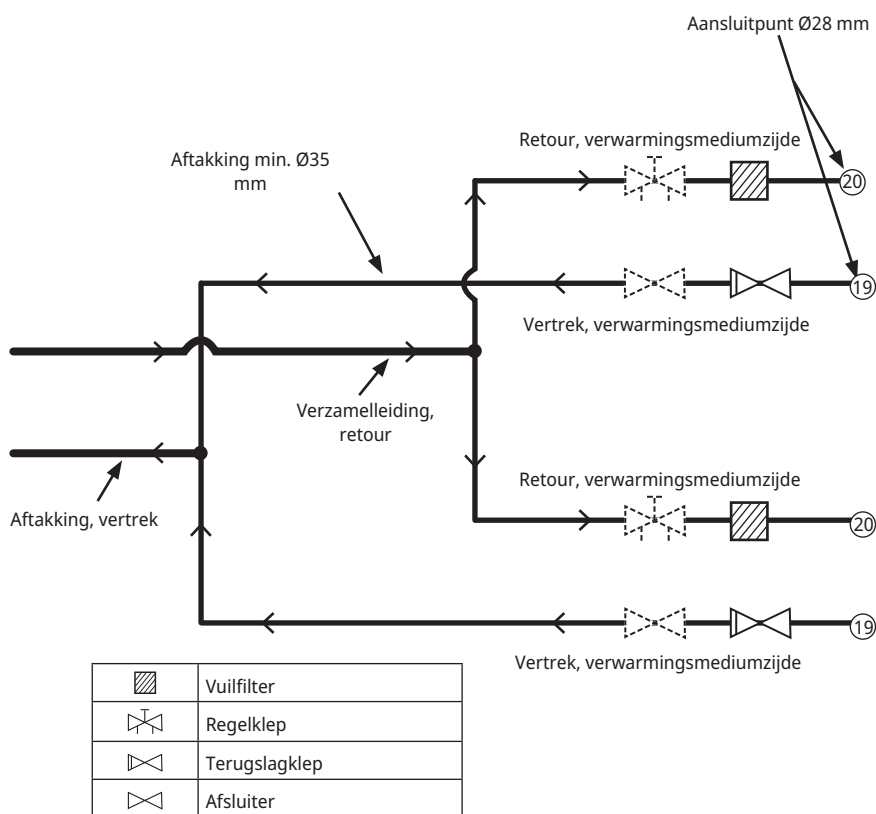 Aansluitpunt Ø28 mm
Retour, verwarmingsmediumzijde
Aftakking min. Ø35
mm
20
19
Vertrek, verwarmingsmediumzijde
Verzamelleiding,
retour
Retour, verwarmingsmediumzijde
Aftakking, vertrek
20
19
Vertrek, verwarmingsmediumzijde
Vuilfilter
Regelklep
Terugslagklep
Afsluiter